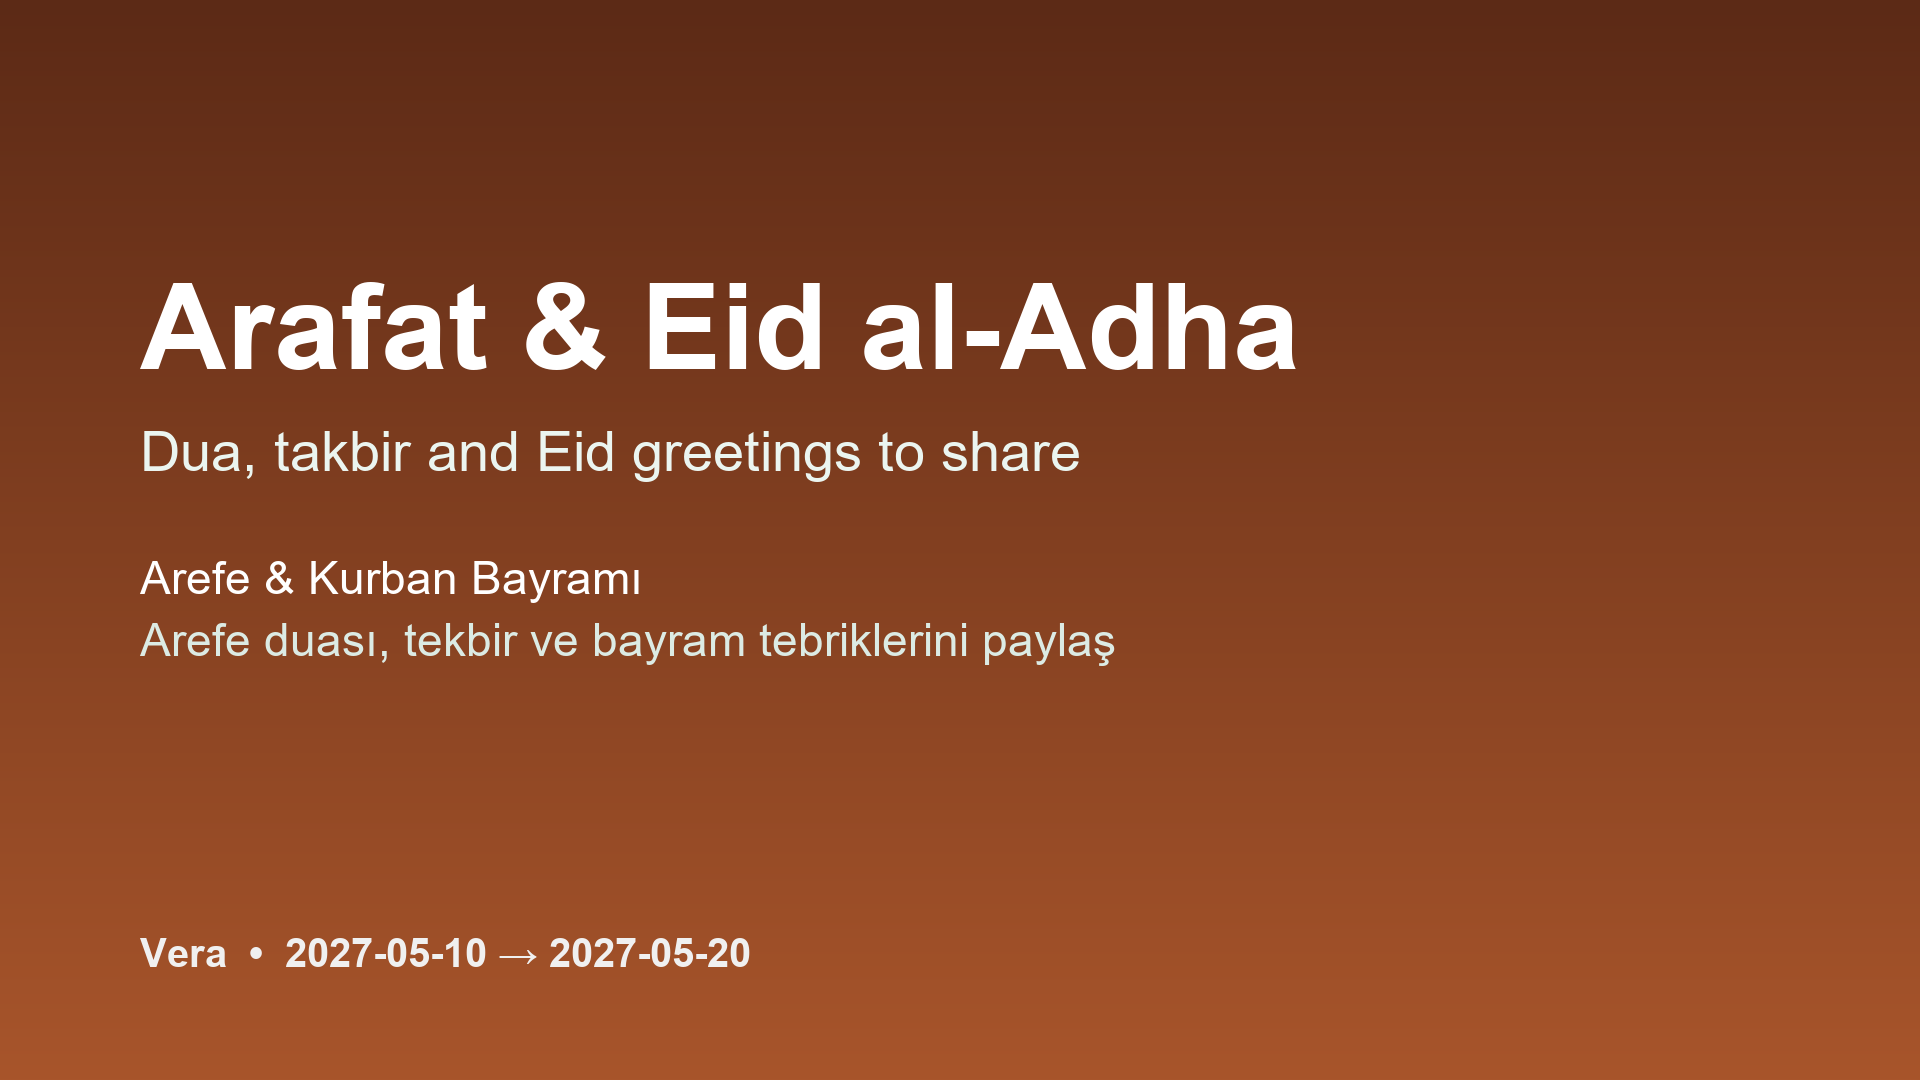 Arafat & Eid al-Adha
Dua, takbir and Eid greetings to share
Arefe & Kurban Bayramı
Arefe duası, tekbir ve bayram tebriklerini paylaş
Vera • 2027-05-10 → 2027-05-20